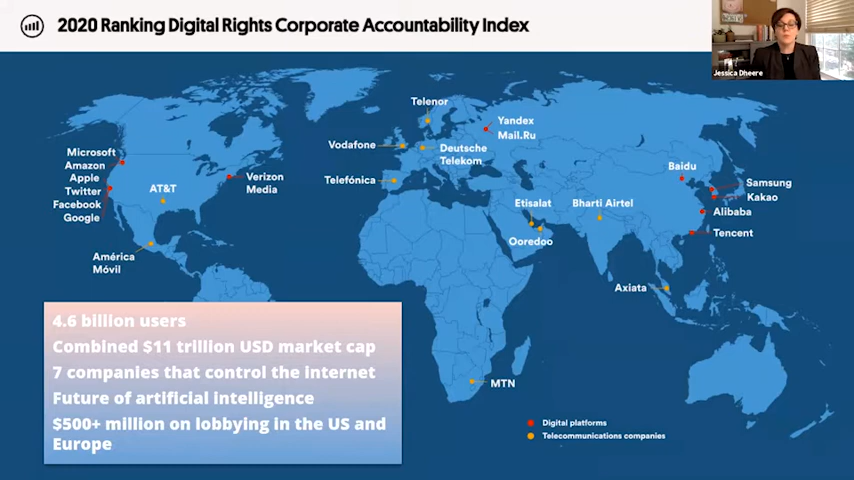 2020 Ranking Digital Rights Corporate Accountability Index
Jessica Dheere
Telenor
Yandex
Mail.Ru
Vodafone
Deutsche
Telekom
Microsoft
Amazon
Apple
Twitter
Facebook
Google
AT&T
Verizon
Media
Telefónica
Baidu
Samsung
Kakao
Etisalat
Bharti Airtel
Alibaba
Ooredoo
Tencent
América
Móvil
Axiata
MTN
4.6 billion users
Combined $11 trillion USD market cap
7 companies that control the internet
Future of artificial intelligence
$500+ million on lobbying in the US and
Europe
Digital platforms
Telecommunications companies